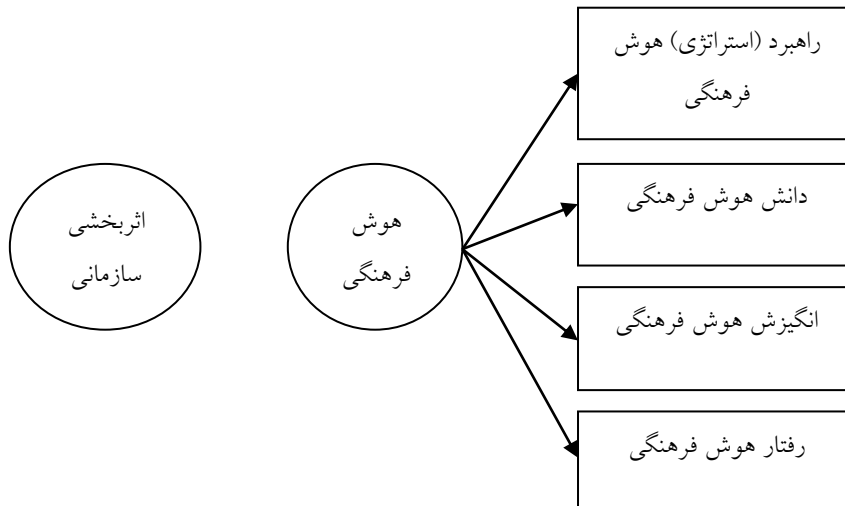 راهبرد (استراتژی) هوش
فرهنگی
دانش هوش فرهنگی
انگیزش هوش فرهنگی
رفتار هوش فرهنگی
هوش
فرهنگی
اثربخشی
سازمانی